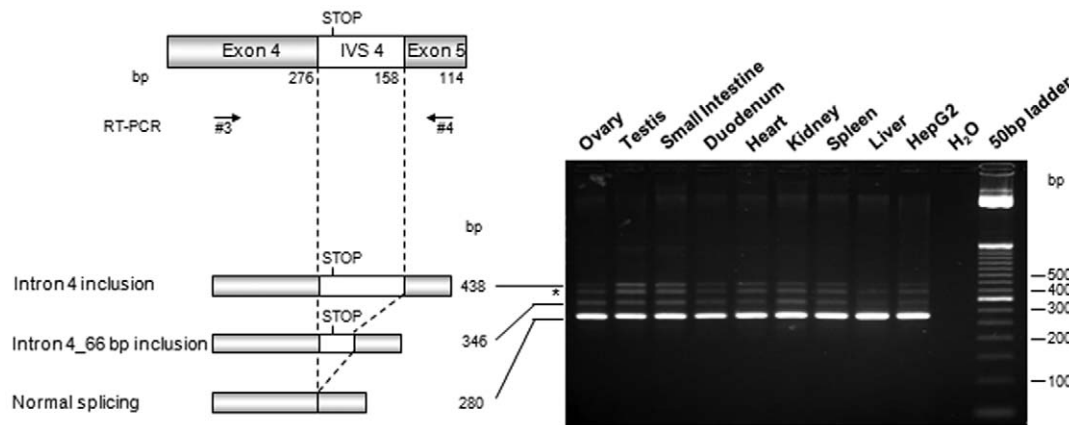 STOP
Exon 4 IVS 4 Exon 5
bp 276 158 114
RT-PCR #3 #4
bp
STOP
Intron 4 inclusion 438
*
STOP
Intron 4_66 bp inclusion 346
Normal splicing 280
Ovary
Testis
Small Intestine
Duodenum
Heart
Kidney
Spleen
Liver
HepG2
H₂O
50bp ladder
bp
500
400
300
200
100